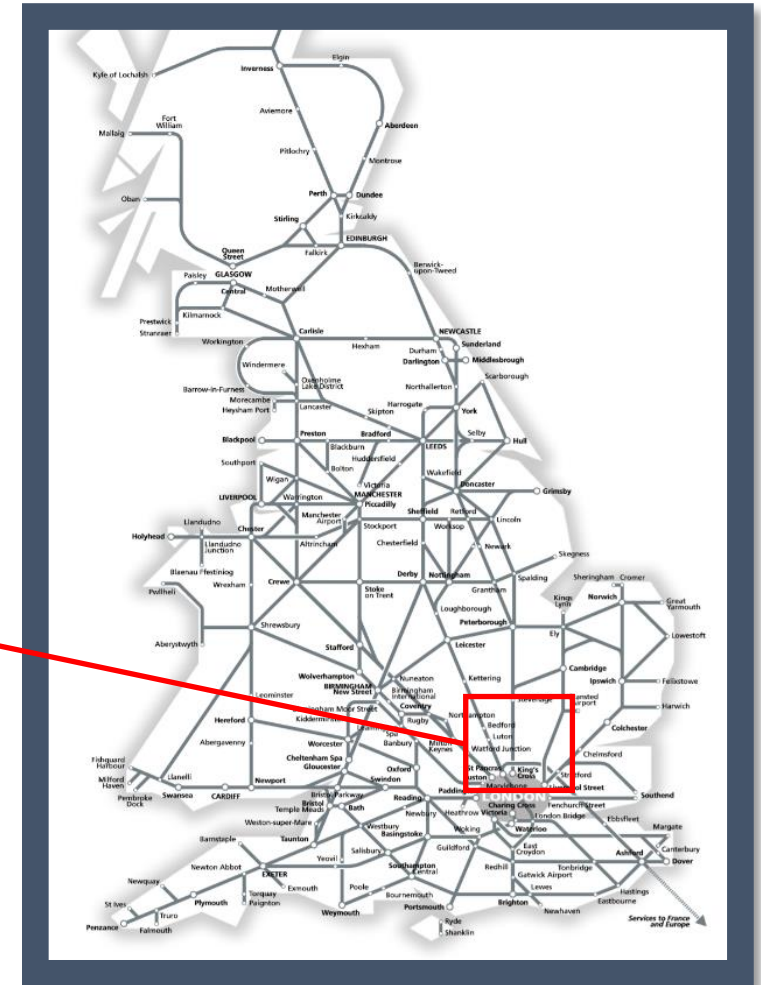 Elgin
Inverness
Kyle of Lochalsh
Aviemore
Fort
William
Mallaig
Aberdeen
Pitlochry
Montrose
Oban
Perth
Dundee
Stirling
Kirkcaldy
EDINBURGH
Queen
Street
Falkirk
Berwick-
upon-Tweed
Paisley
GLASGOW
Central
Motherwell
Prestwick
Kilmarnock
Stranraer
Carlisle
NEWCASTLE
Workington
Hexham
Sunderland
Durham
Darlington
Middlesbrough
Windermere
Scarborough
Oxenholme
Lake District
Barrow-in-Furness
Northallerton
Morecambe
Heysham Port
Lancaster
Harrogate
Skipton
York
Blackpool
Preston
Bradford
Selby
Hull
Blackburn
LEEDS
Huddersfield
Southport
Bolton
Wakefield
Wigan
Victoria
MANCHESTER
Piccadilly
Doncaster
Grimsby
LIVERPOOL
Warrington
Manchester
Airport
Sheffield
Retford
Llandudno
Stockport
Worksop
Lincoln
Holyhead
Chester
Llandudno
Junction
Altrincham
Chesterfield
Newark
Skegness
Blaenau Ffestiniog
Crewe
Derby
Nottingham
Spalding
Sheringham
Cromer
Pwllheli
Wrexham
Stoke
on Trent
Grantham
Kings
Lynn
Norwich
Great
Yarmouth
Loughborough
Shrewsbury
Peterborough
Ely
Lowestoft
Aberystwyth
Stafford
Leicester
Wolverhampton
Nuneaton
Kettering
Cambridge
BIRMINGHAM
New Street
Birmingham
International
Ipswich
Felixstowe
Leominster
Moor Street
Coventry
Stevenage
Harwich
Hereford
Kidderminster
Rugby
Bedford
Colchester
Abergavenny
Worcester
Spa
Banbury
Milton
Keynes
Luton
Watford Junction
Chelmsford
Fishguard
Harbour
Cheltenham Spa
Gloucester
Oxford
St Pancras
King's
Cross
Stratford
Milford
Haven
Llanelli
Swindon
Euston
Marylebone
Liverpool Street
Pembroke
Dock
Swansea
CARDIFF
Newport
Bristol Parkway
Reading
LONDON
Southend
Bristol
Temple Meads
Bath
Newbury
Heathrow
Victoria
Charing Cross
Fenchurch Street
London Bridge
Ebbsfleet
Weston-super-Mare
Westbury
Basingstoke
Woking
Waterloo
Margate
Barnstaple
Taunton
Salisbury
Guildford
East
Croydon
Canterbury
Newton Abbot
Yeovil
Southampton
Central
Redhill
Tonbridge
Ashford
Dover
EXETER
Gatwick Airport
Newquay
Exmouth
Poole
Lewes
Hastings
St Ives
Plymouth
Torquay
Paignton
Bournemouth
Portsmouth
Brighton
Newhaven
Eastbourne
Truro
Weymouth
Ryde
Services to France
and Europe
Penzance
Falmouth
Shanklin